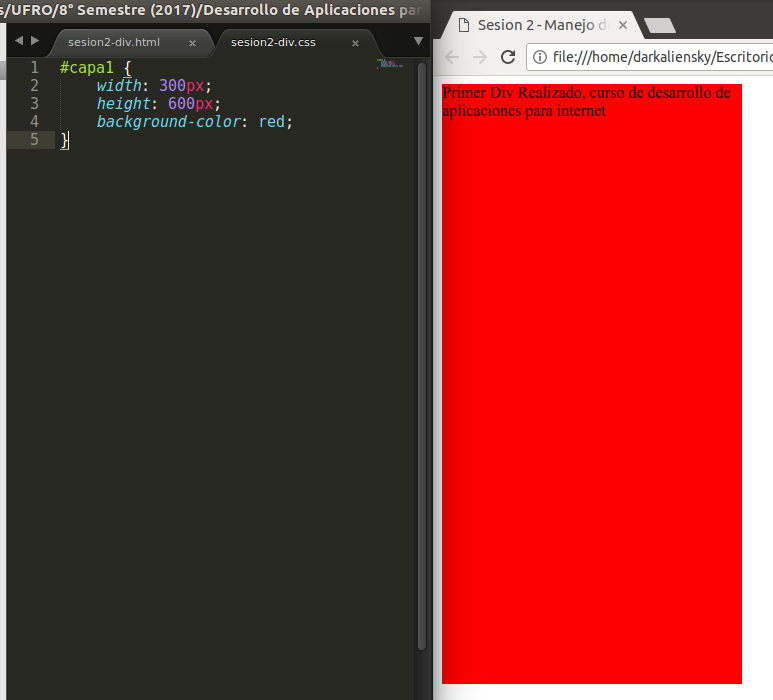 s/UFRO/8° Semestre (2017)/Desarrollo de Aplicaciones par
sesion2-div.html
sesion2-div.css
1 #capa1 {
2 width: 300px;
3 height: 600px;
4 background-color: red;
5 }
Sesion 2 - Manejo d
file:///home/darkaliensky/Escritorio
Primer Div Realizado, curso de desarrollo de
aplicaciones para internet